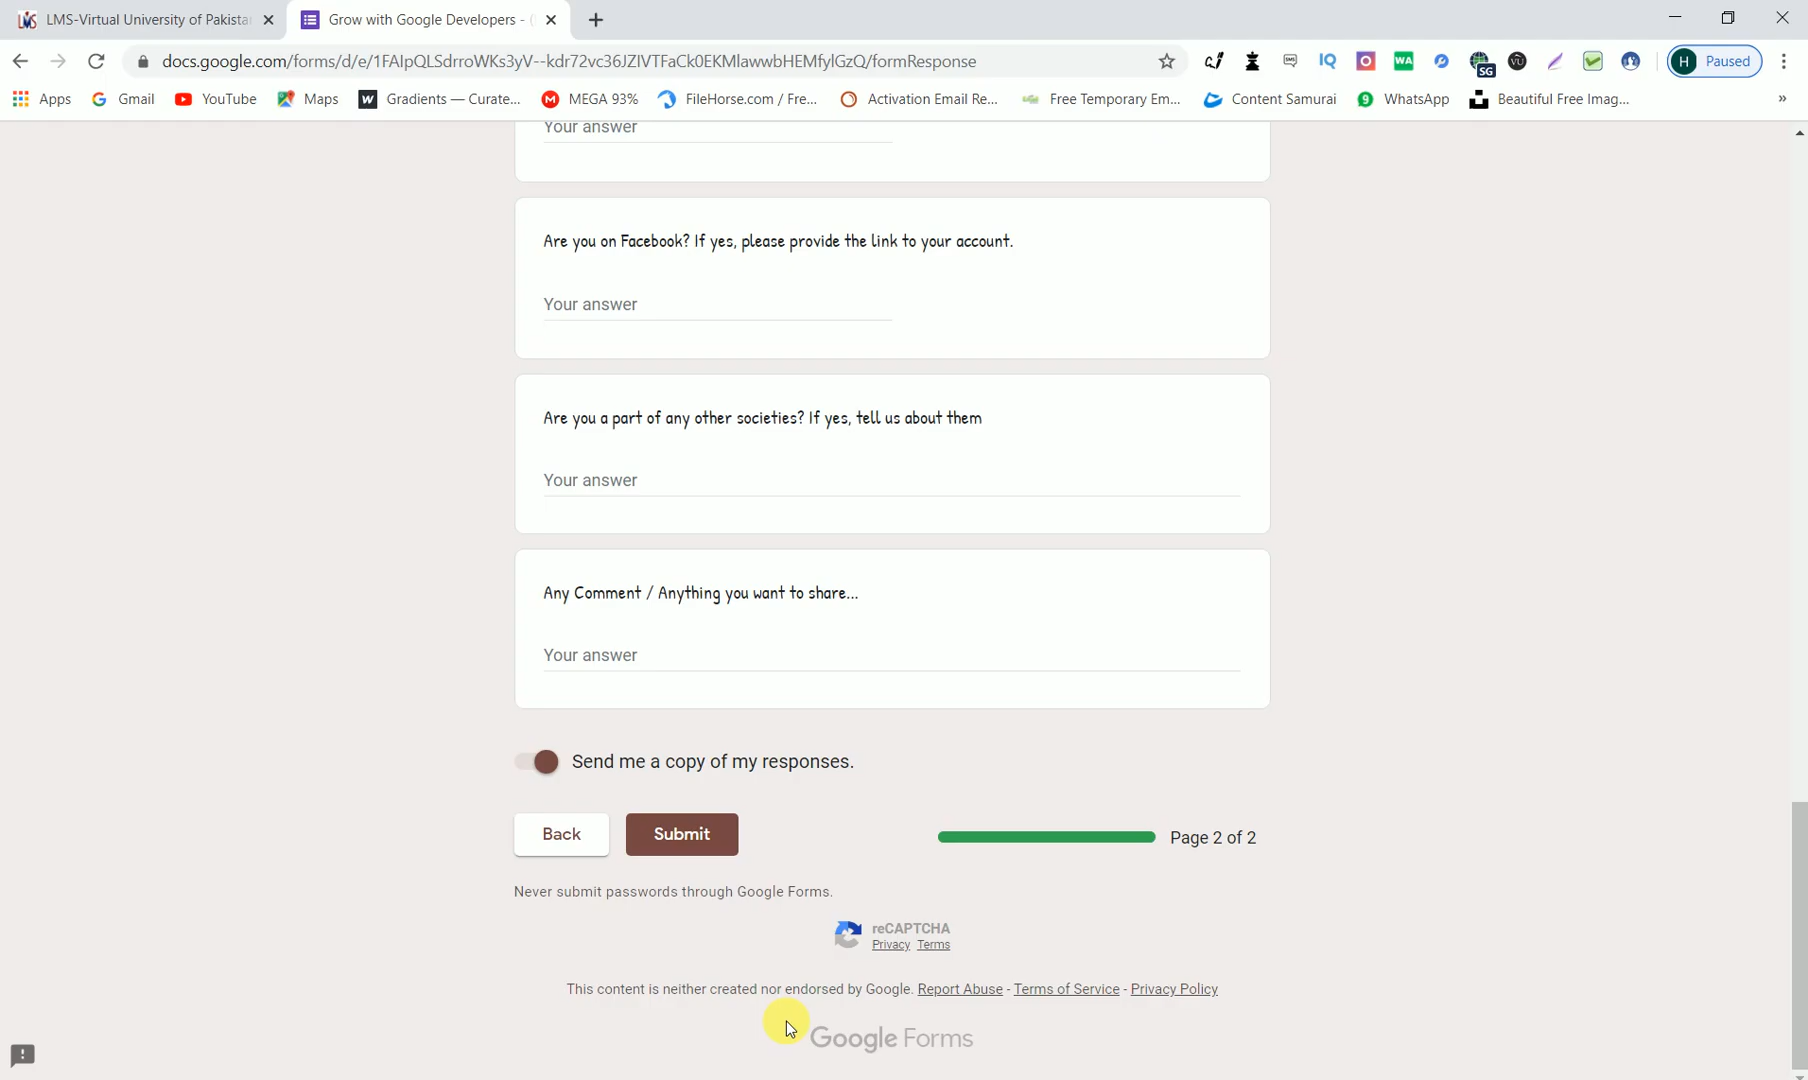 LMS-Virtual University of Pakista
Grow with Google Developers - (
docs.google.com/forms/d/e/1FAIpQLSdrroWKs3yV--kdr72vc36JZIVTFaCk0EKMlawwbHEMfylGzQ/formResponse
IQ
WA
SG
VU
H Paused
Apps
Gmail
YouTube
Maps
Gradients — Curate...
MEGA 93%
FileHorse.com / Fre...
Activation Email Re...
Free Temporary Em...
Content Samurai
9 WhatsApp
Beautiful Free Imag...
»
Your answer
Are you on Facebook? If yes, please provide the link to your account.
Your answer
Are you a part of any other societies? If yes, tell us about them
Your answer
Any Comment / Anything you want to share...
Your answer
Send me a copy of my responses.
Back
Submit
Page 2 of 2
Never submit passwords through Google Forms.
reCAPTCHA
Privacy Terms
This content is neither created nor endorsed by Google. Report Abuse - Terms of Service - Privacy Policy
Google Forms